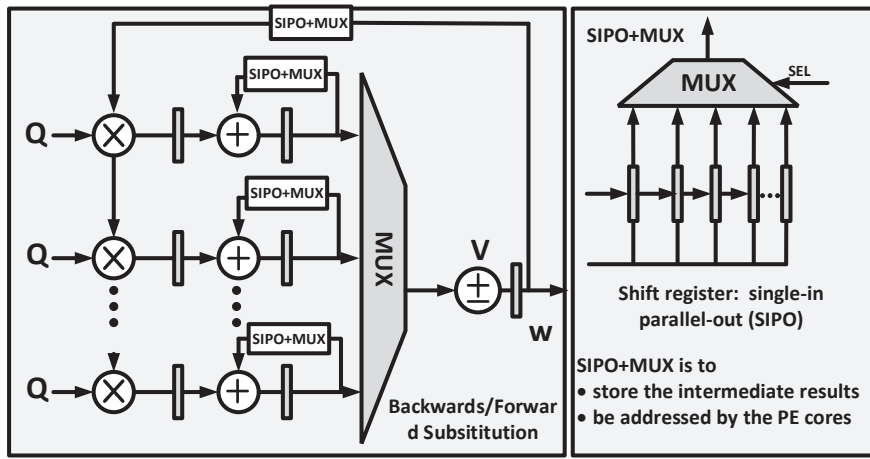 SIPO+MUX
SIPO+MUX
Q
SIPO+MUX
Q
MUX
V
w
SIPO+MUX
Q
Backwards/Forwar
d Subsititution
SIPO+MUX
MUX
SEL
Shift register: single-in
parallel-out (SIPO)
SIPO+MUX is to
• store the intermediate results
• be addressed by the PE cores